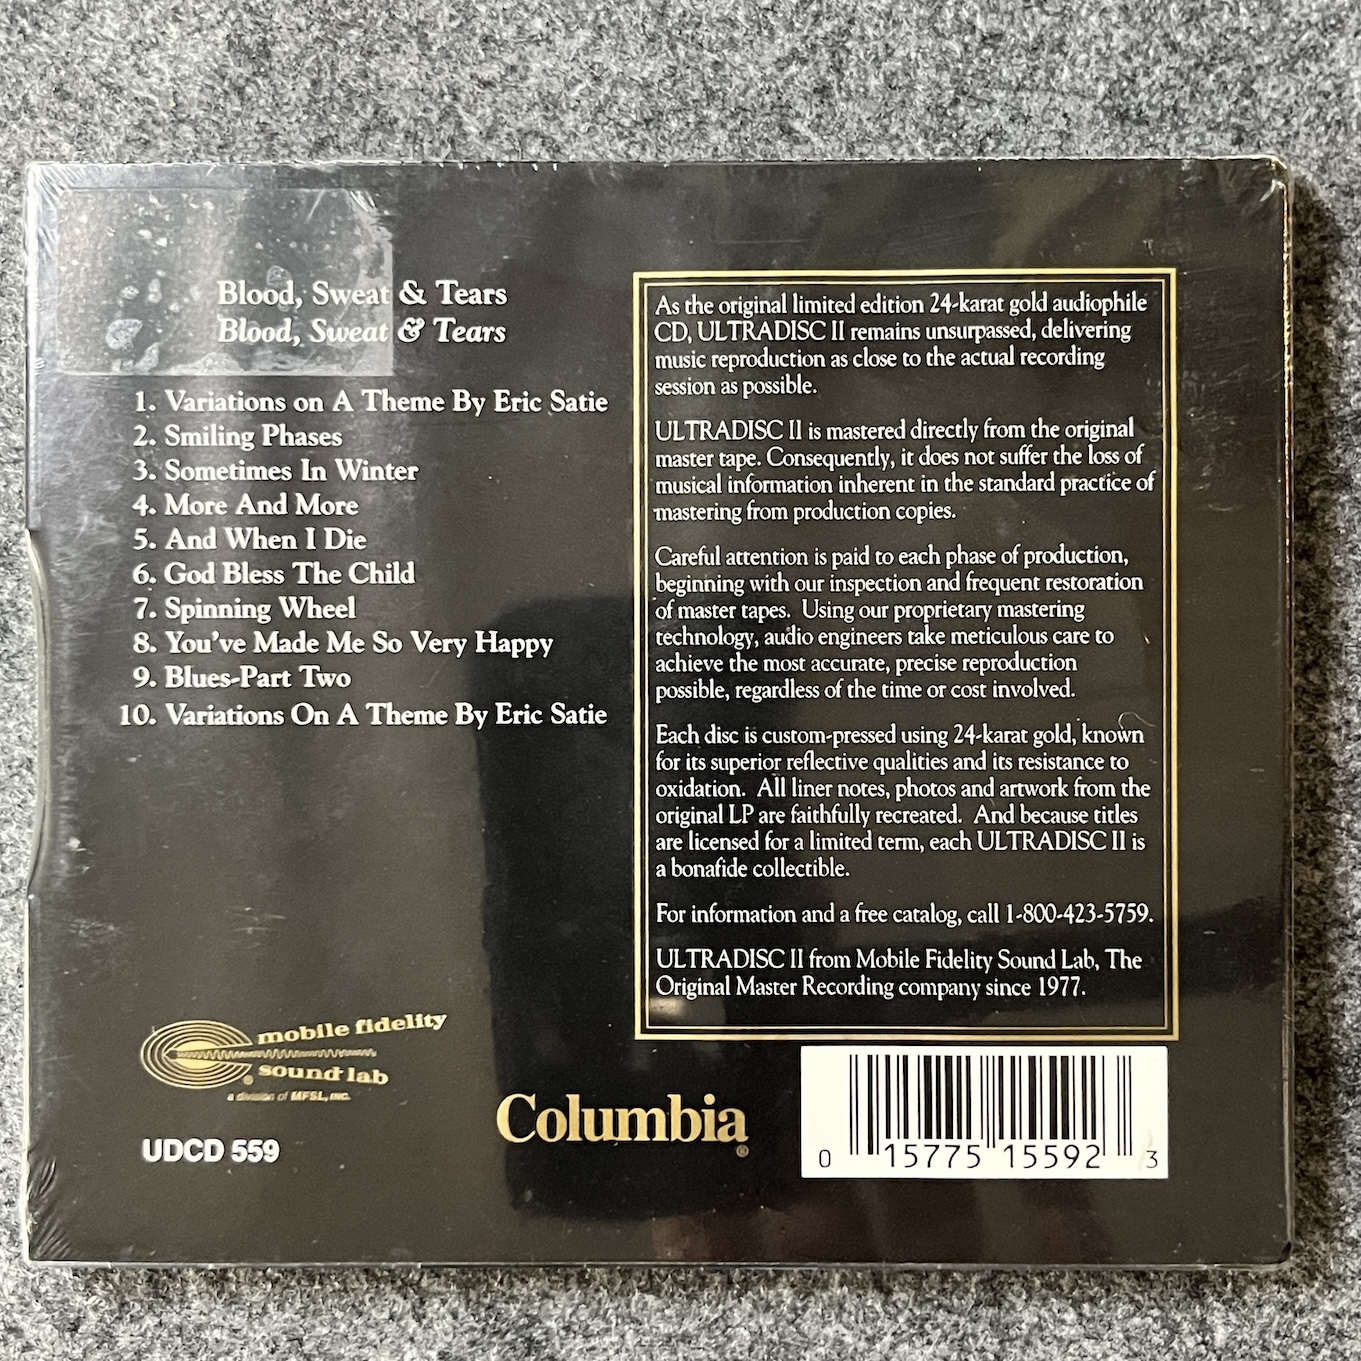 Blood, Sweat & Tears
Blood, Sweat & Tears
1. Variations on A Theme By Eric Satie
2. Smiling Phases
3. Sometimes In Winter
4. More And More
5. And When I Die
6. God Bless The Child
7. Spinning Wheel
8. You've Made Me So Very Happy
9. Blues-Part Two
10. Variations On A Theme By Eric Satie
As the original limited edition 24-karat gold audiophile
CD, ULTRADISC II remains unsurpassed, delivering
music reproduction as close to the actual recording
session as possible.
ULTRADISC II is mastered directly from the original
master tape. Consequently, it does not suffer the loss of
musical information inherent in the standard practice of
mastering from production copies.
Careful attention is paid to each phase of production,
beginning with our inspection and frequent restoration
of master tapes. Using our proprietary mastering
technology, audio engineers take meticulous care to
achieve the most accurate, precise reproduction
possible, regardless of the time or cost involved.
Each disc is custom-pressed using 24-karat gold, known
for its superior reflective qualities and its resistance to
oxidation. All liner notes, photos and artwork from the
original LP are faithfully recreated. And because titles
are licensed for a limited term, each ULTRADISC II is
a bonafide collectible.
For information and a free catalog, call 1-800-423-5759.
ULTRADISC II from Mobile Fidelity Sound Lab, The
Original Master Recording company since 1977.
mobile fidelity
sound lab
®
a division of MFSL, INC.
UDCD 559
Columbia
®
0 15775 15592 3